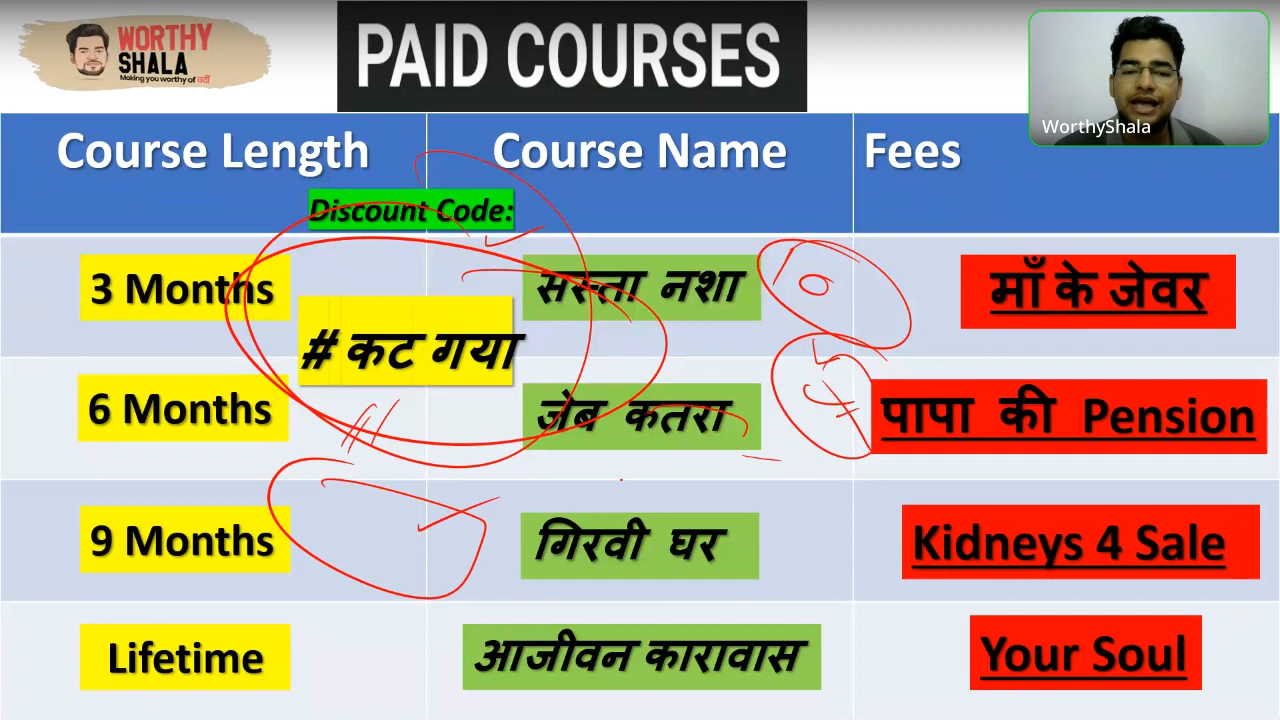 WORTHY
SHALA
Making you worthy of वर्दी
PAID COURSES
WorthyShala
Course Length Course Name Fees
Discount Code:
3 Months सस्ता नशा माँ के जेवर
# कट गया
6 Months जेब कतरा पापा की Pension
9 Months गिरवी घर Kidneys 4 Sale
Lifetime आजीवन कारावास Your Soul